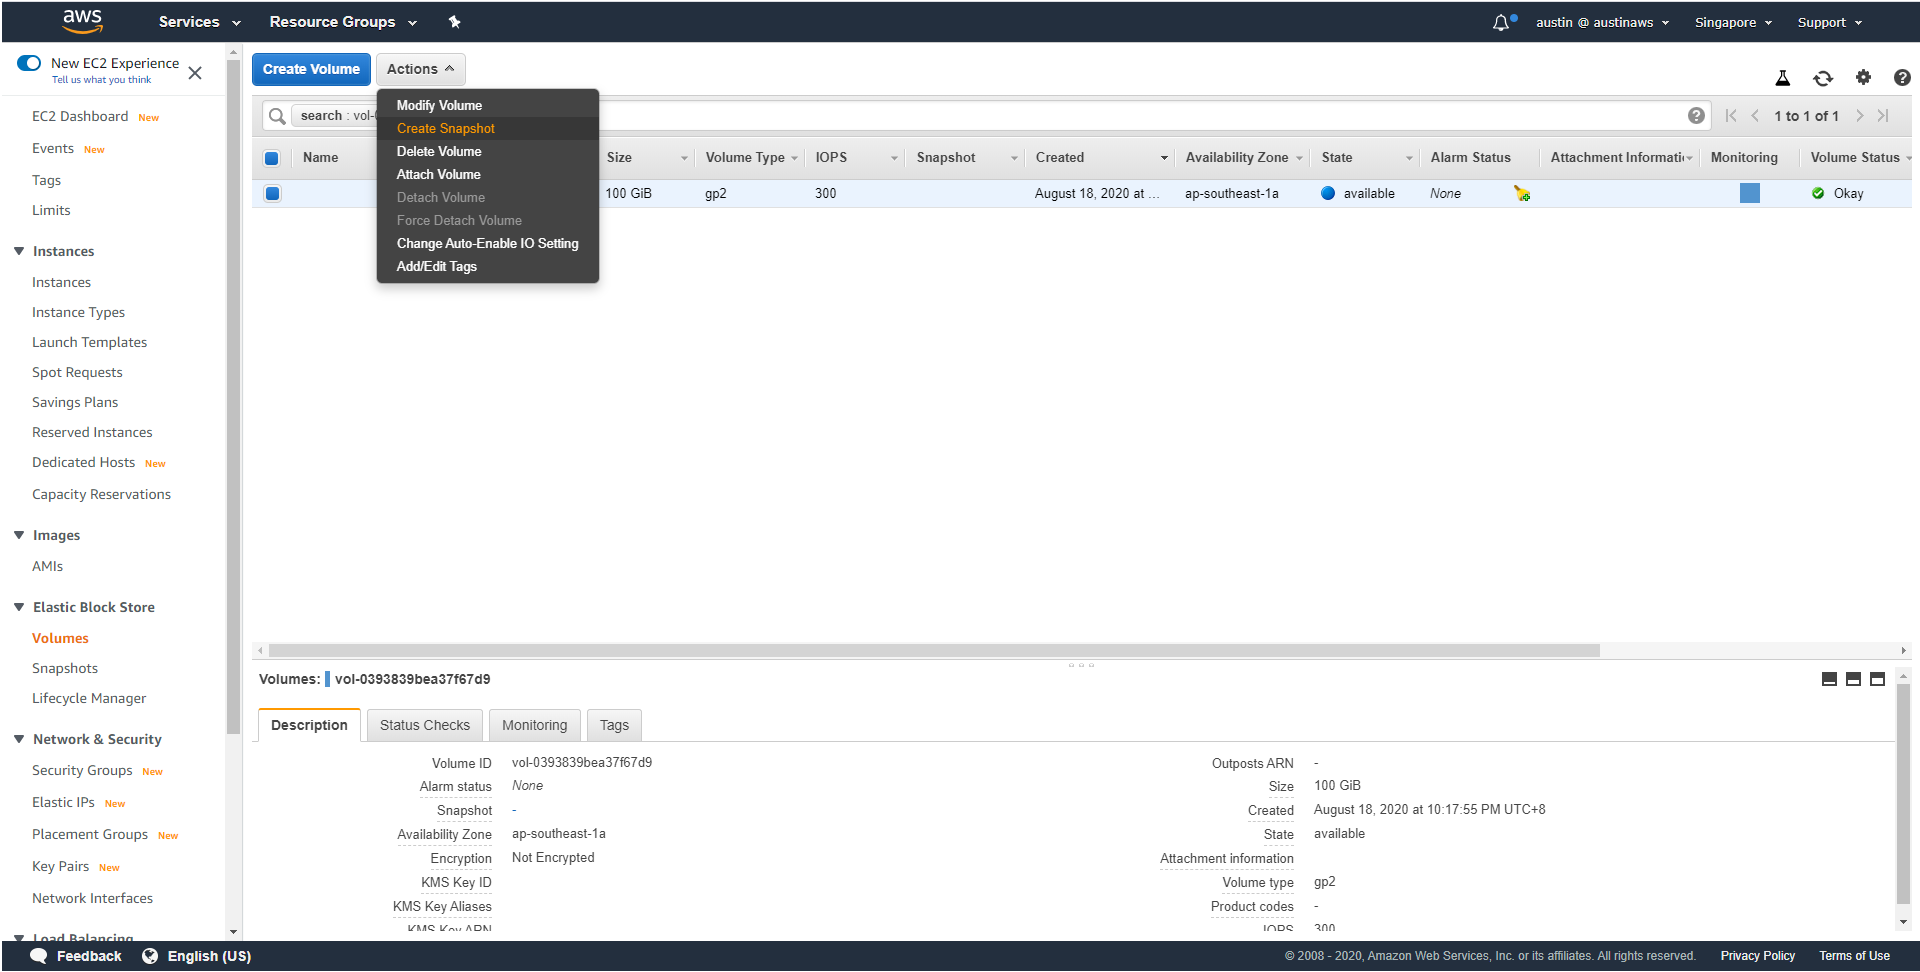 aws
Services
Resource Groups
austin @ austinaws
Singapore
Support
New EC2 Experience
Tell us what you think
EC2 Dashboard New
Events New
Tags
Limits
Instances
Instances
Instance Types
Launch Templates
Spot Requests
Savings Plans
Reserved Instances
Dedicated Hosts New
Capacity Reservations
Images
AMIs
Elastic Block Store
Volumes
Snapshots
Lifecycle Manager
Network & Security
Security Groups New
Elastic IPs New
Placement Groups New
Key Pairs New
Network Interfaces
Load Balancing
Create Volume
Actions
Modify Volume
Create Snapshot
Delete Volume
Attach Volume
Detach Volume
Force Detach Volume
Change Auto-Enable IO Setting
Add/Edit Tags
search : vol-
1 to 1 of 1
Name Size Volume Type IOPS Snapshot Created Availability Zone State Alarm Status Attachment Informati Monitoring Volume Status
100 GiB gp2 300 August 18, 2020 at ... ap-southeast-1a available None Okay
Volumes: vol-0393839bea37f67d9
Description
Status Checks
Monitoring
Tags
Volume ID vol-0393839bea37f67d9
Alarm status None
Snapshot -
Availability Zone ap-southeast-1a
Encryption Not Encrypted
KMS Key ID
KMS Key Aliases
KMS Key ARN
Outposts ARN -
Size 100 GiB
Created August 18, 2020 at 10:17:55 PM UTC+8
State available
Attachment information
Volume type gp2
Product codes -
IOPS 300
Feedback
English (US)
© 2008 - 2020, Amazon Web Services, Inc. or its affiliates. All rights reserved.
Privacy Policy
Terms of Use